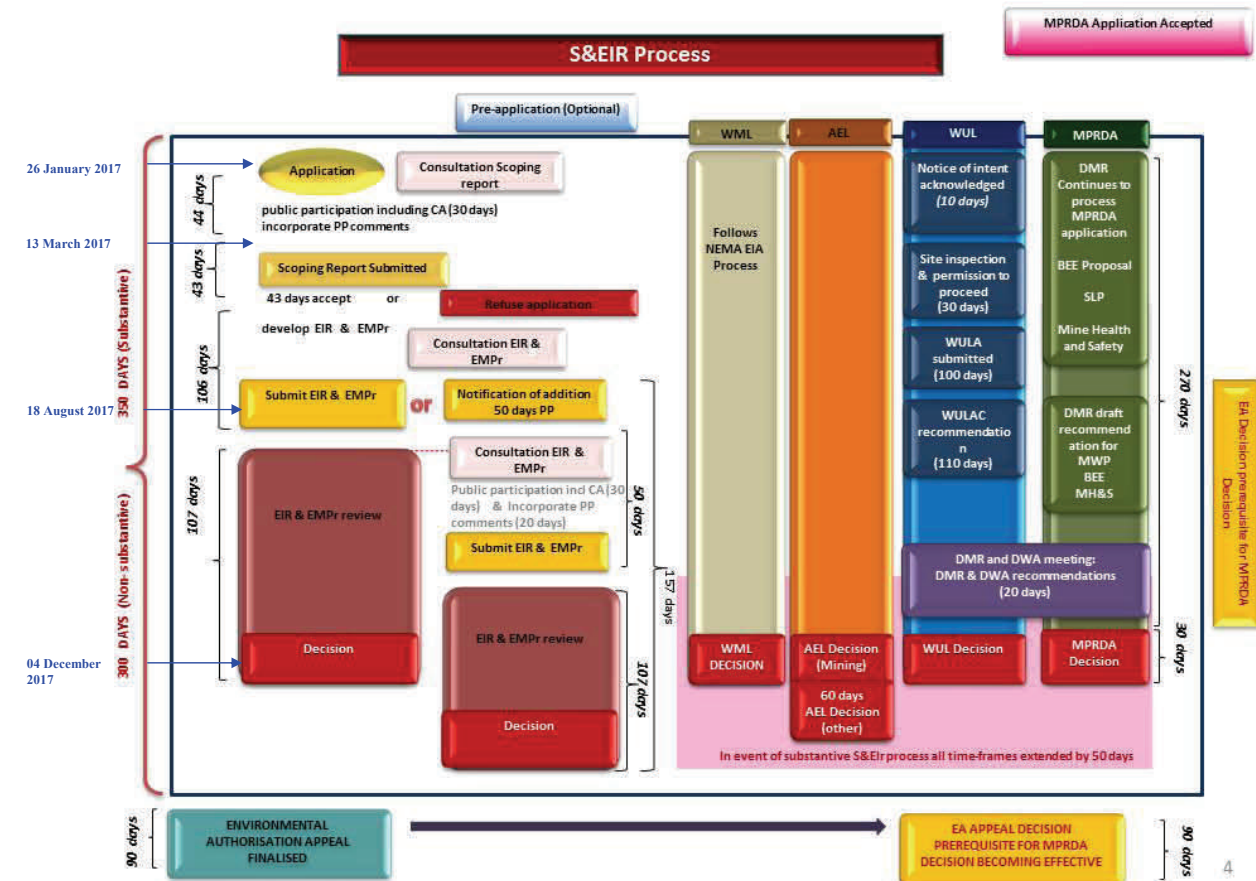 MPRDA Application Accepted
S&EIR Process
Pre-application (Optional)
WML
AEL
WUL
MPRDA
26 January 2017
13 March 2017
18 August 2017
04 December
2017
350 DAYS (Substantive)
300 DAYS (Non-substantive)
44 days
43 days
106 days
107 days
Application
Consultation Scoping
report
public participation including CA (30 days)
incorporate PP comments
Scoping Report Submitted
43 days accept or
Refuse application
develop EIR & EMPr
Consultation EIR &
EMPr
Submit EIR & EMPr
or
Notification of addition
50 days PP
Consultation EIR &
EMPr
Public participation incl CA (30
days) & Incorporate PP
comments (20 days)
Submit EIR & EMPr
EIR & EMPr review
Decision
EIR & EMPr review
Decision
50 days
157 days
107 days
Follows
NEMA EIA
Process
WML
DECISION
AEL Decision
(Mining)
60 days
AEL Decision
(other)
Notice of intent
acknowledged
(10 days)
Site inspection
& permission to
proceed
(30 days)
WULA
submitted
(100 days)
WULAC
recommendatio
n
(110 days)
DMR
Continues to
process
MPRDA
application
BEE Proposal
SLP
Mine Health
and Safety
DMR draft
recommend
ation for
MWP
BEE
MH&S
DMR and DWA meeting:
DMR & DWA recommendations
(20 days)
WUL Decision
MPRDA
Decision
270 days
30 days
EA Decision prerequisite for MPRDA
Decision
In event of substantive S&EIr process all time-frames extended by 50 days
90 days
ENVIRONMENTAL
AUTHORISATION APPEAL
FINALISED
EA APPEAL DECISION
PREREQUISITE FOR MPRDA
DECISION BECOMING EFFECTIVE
90 days
4